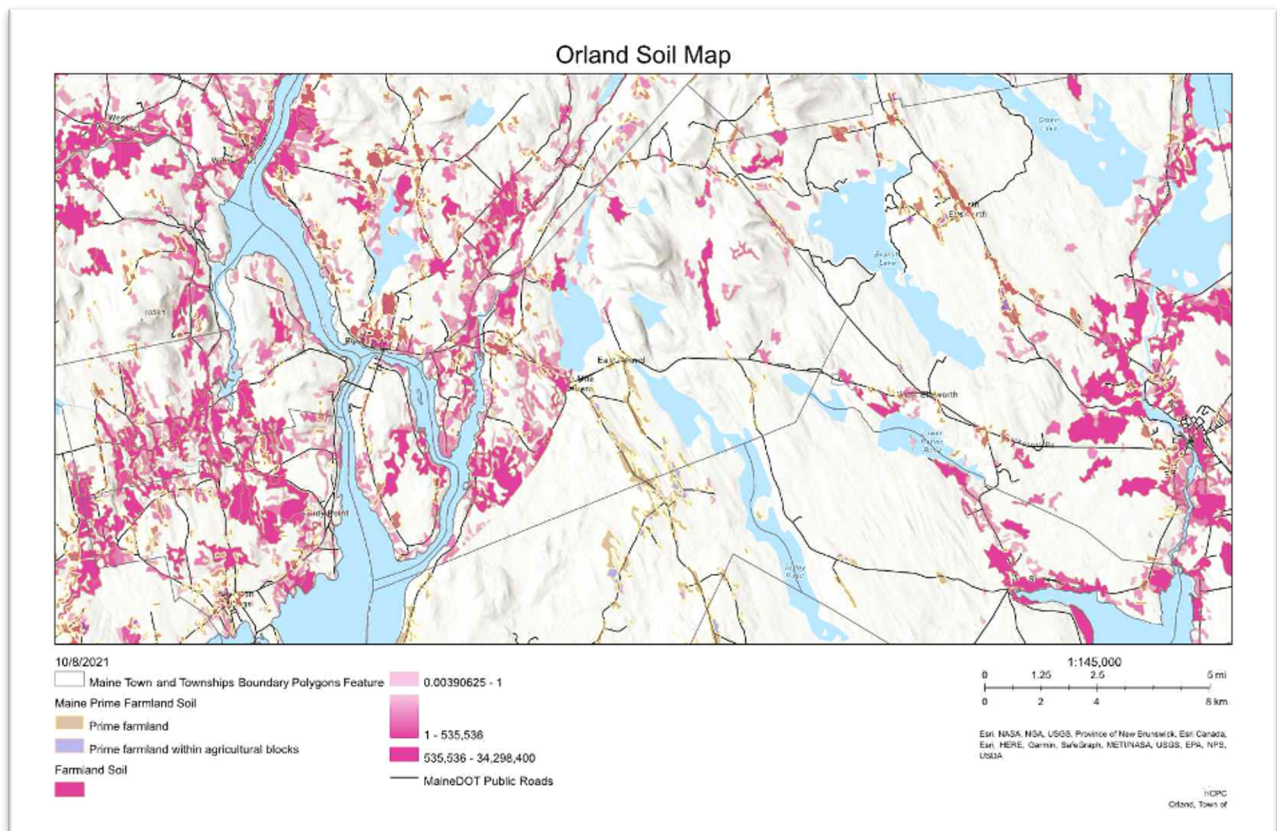 Orland Soil Map
West
Green
Lake
Ellsworth
Lake
East Orland
Ellsworth
10/8/2021
Maine Town and Townships Boundary Polygons Feature
Maine Prime Farmland Soil
Prime farmland
Prime farmland within agricultural blocks
Farmland Soil
0.00390625 - 1
1 - 535,536
535,536 - 34,298,400
MaineDOT Public Roads
1:145,000
0 1.25 2.5 5 mi
0 2 4 8 km
Esri, NASA, NGA, USGS, Province of New Brunswick, Esri Canada,
Esri, HERE, Garmin, SafeGraph, METI/NASA, USGS, EPA, NPS,
USDA
HCPC
Orland, Town of